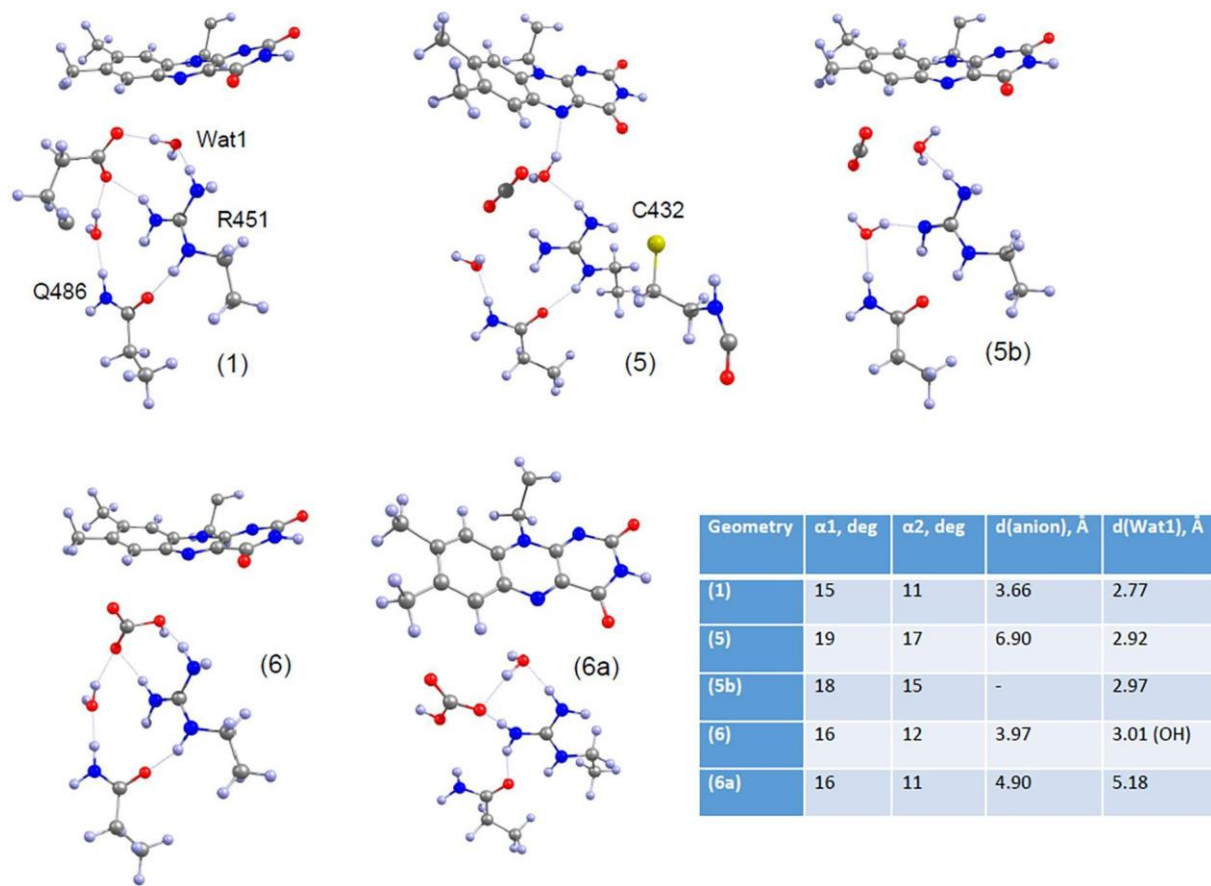 Wat1
R451
Q486
(1)
C432
(5)
(5b)
(6)
(6a)
Geometry α1, deg α2, deg d(anion), Å d(Wat1), Å
(1) 15 11 3.66 2.77
(5) 19 17 6.90 2.92
(5b) 18 15 - 2.97
(6) 16 12 3.97 3.01 (OH)
(6a) 16 11 4.90 5.18